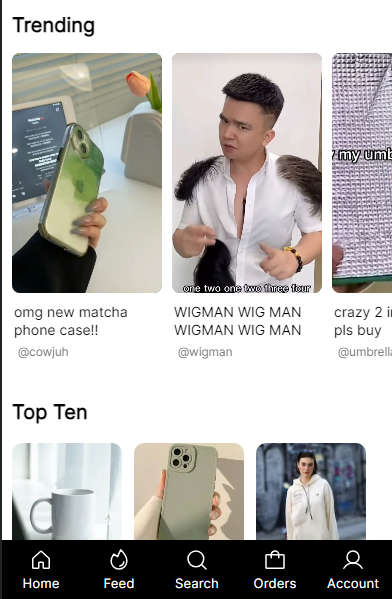 Trending
y my umb
one two one two three four
omg new matcha
phone case!!
@cowjuh
WIGMAN WIG MAN
WIGMAN WIG MAN
@wigman
crazy 2 i
pls buy
@umbrella
Top Ten
Home
Feed
Search
Orders
Account